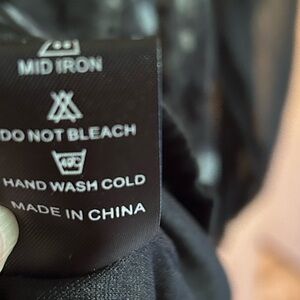 MID IRON
DO NOT BLEACH
HAND WASH COLD
MADE IN CHINA